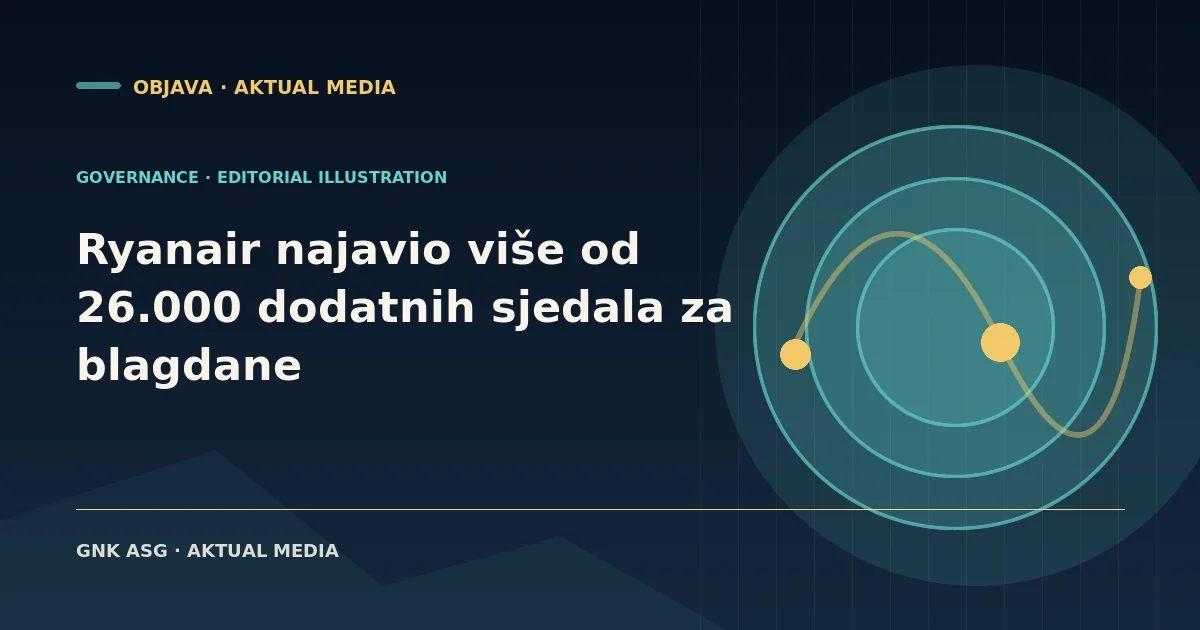 OBJAVA · AKTUAL MEDIA
GOVERNANCE · EDITORIAL ILLUSTRATION
Ryanair najavio više od
26.000 dodatnih sjedala za
blagdane
GNK ASG · AKTUAL MEDIA